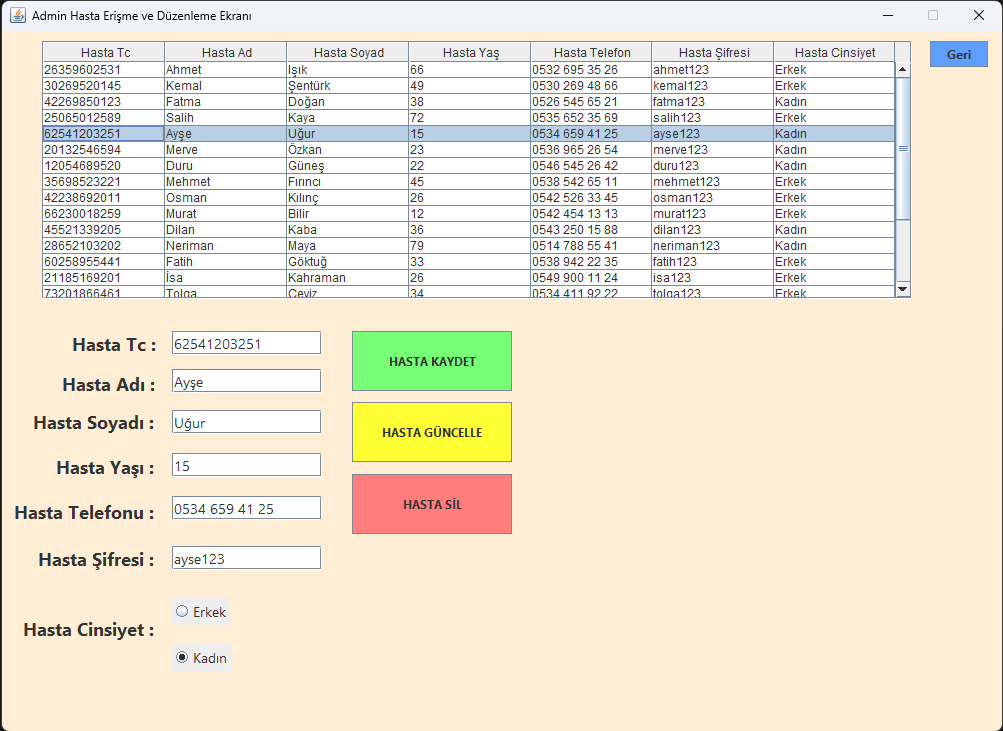 Admin Hasta Erişme ve Düzenleme Ekranı
Hasta Tc Hasta Ad Hasta Soyad Hasta Yaş Hasta Telefon Hasta Şifresi Hasta Cinsiyet
Geri
26359602531 Ahmet Işık 66 0532 695 35 26 ahmet123 Erkek
30269520145 Kemal Şentürk 49 0530 269 48 66 kemal123 Erkek
42269850123 Fatma Doğan 38 0526 545 65 21 fatma123 Kadın
25065012589 Salih Kaya 72 0535 652 35 69 salih123 Erkek
62541203251 Ayşe Uğur 15 0534 659 41 25 ayse123 Kadın
20132546594 Merve Özkan 23 0536 965 26 54 merve123 Kadın
12054689520 Duru Güneş 22 0546 545 26 42 duru123 Kadın
35698523221 Mehmet Fırıncı 45 0538 542 65 11 mehmet123 Erkek
42238692011 Osman Kılınç 26 0542 526 33 45 osman123 Erkek
66230018259 Murat Bilir 12 0542 454 13 13 murat123 Erkek
45521339205 Dilan Kaba 36 0543 250 15 88 dilan123 Kadın
28652103202 Neriman Maya 79 0514 788 55 41 neriman123 Kadın
60258955441 Fatih Göktuğ 33 0538 942 22 35 fatih123 Erkek
21185169201 İsa Kahraman 26 0549 900 11 24 isa123 Erkek
73201866461 Tolga Ceviz 34 0534 411 92 22 tolga123 Erkek
Hasta Tc : 62541203251
Hasta Adı : Ayşe
Hasta Soyadı : Uğur
Hasta Yaşı : 15
Hasta Telefonu : 0534 659 41 25
Hasta Şifresi : ayse123
Hasta Cinsiyet :
Erkek
Kadın
HASTA KAYDET
HASTA GÜNCELLE
HASTA SİL